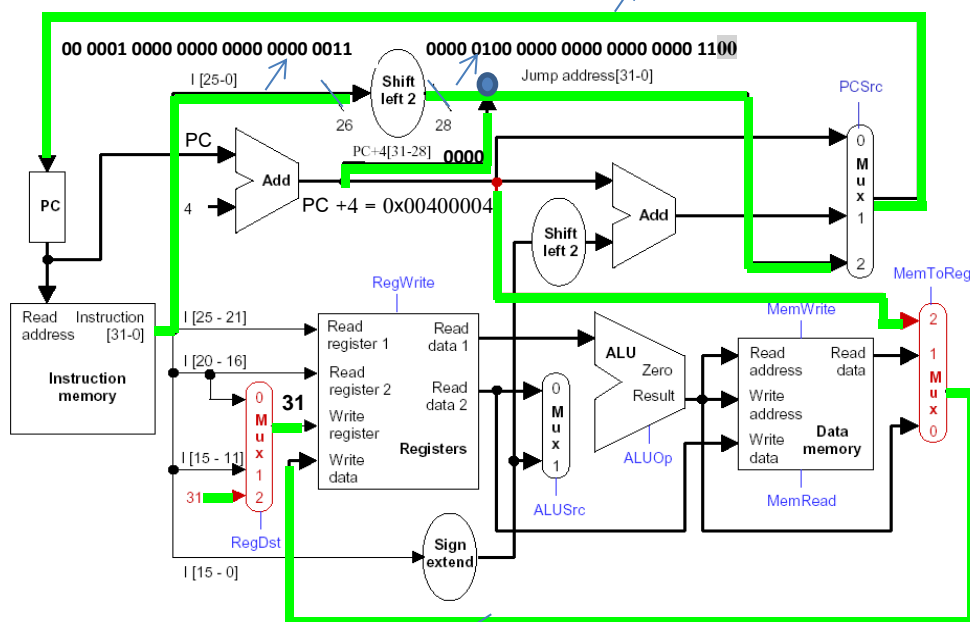 00 0001 0000 0000 0000 0000 0011
0000 0100 0000 0000 0000 0000 1100
I [25-0]
Shift
left 2
Jump address[31-0]
26
28
PCSrc
PC
PC+4[31-28]
0000
0
M
u
x
1
2
Add
4
PC +4 = 0x00400004
PC
Add
Shift
left 2
MemToReg
RegWrite
MemWrite
Read
address
Instruction
[31-0]
Instruction
memory
I [25 - 21]
I [20 - 16]
I [15 - 11]
I [15 - 0]
0
M
u
x
1
2
31
31
RegDst
Read
register 1
Read
register 2
Write
register
Write
data
Read
data 1
Read
data 2
Registers
0
M
u
x
1
ALUSrc
ALU
Zero
Result
ALUOp
Read
address
Write
address
Write
data
Read
data
Data
memory
MemRead
2
1
M
u
x
0
Sign
extend